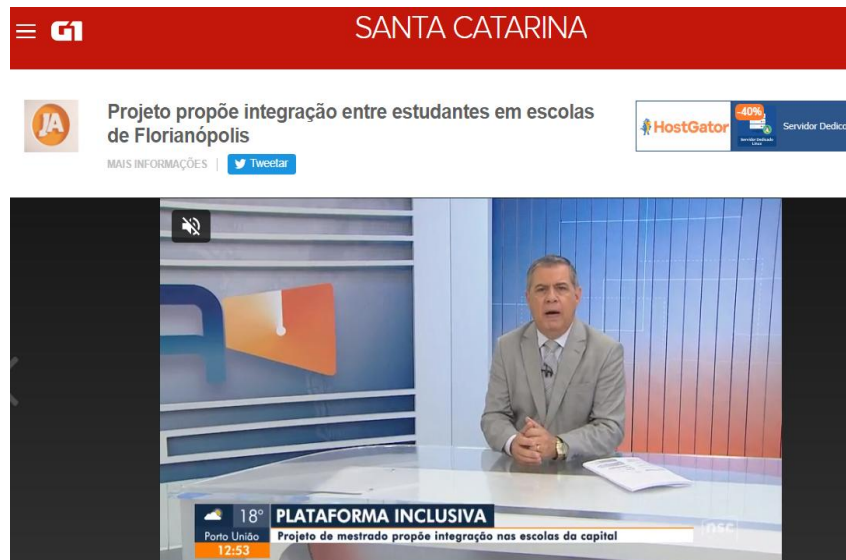 G1
SANTA CATARINA
JA
Projeto propõe integração entre estudantes em escolas
de Florianópolis
MAIS INFORMAÇÕES | Tweetar
HostGator
-40%
Servidor Dedic
18° PLATAFORMA INCLUSIVA
Porto União Projeto de mestrado propõe integração nas escolas da capital
12:53
nsc